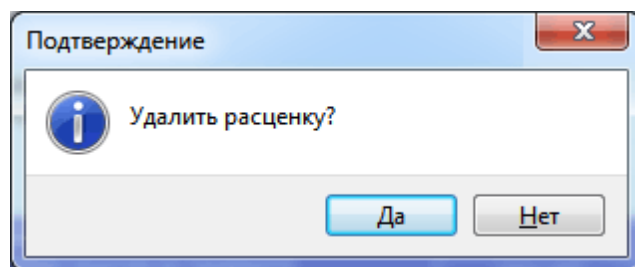 Подтверждение
Удалить расценку?
Да
Нет